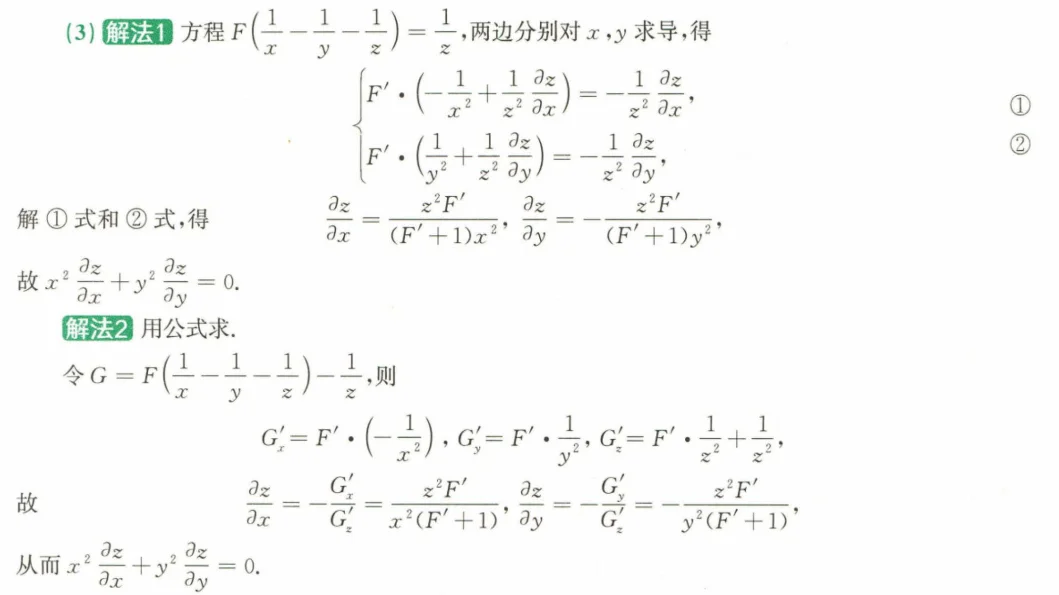 (3) 解法1 方程 $F\left(\frac{1}{x}-\frac{1}{y}-\frac{1}{z}\right)=\frac{1}{z}$,两边分别对 $x,y$ 求导,得
$\begin{cases} F'\cdot\left(-\frac{1}{x^2}+\frac{1}{z^2}\frac{\partial z}{\partial x}\right)=-\frac{1}{z^2}\frac{\partial z}{\partial x}, & ① \\ F'\cdot\left(\frac{1}{y^2}+\frac{1}{z^2}\frac{\partial z}{\partial y}\right)=-\frac{1}{z^2}\frac{\partial z}{\partial y}, & ② \end{cases}$
解 ① 式和 ② 式,得 $\frac{\partial z}{\partial x}=\frac{z^2F'}{(F'+1)x^2}, \frac{\partial z}{\partial y}=-\frac{z^2F'}{(F'+1)y^2},$
故 $x^2\frac{\partial z}{\partial x}+y^2\frac{\partial z}{\partial y}=0.$
解法2 用公式求.
令 $G=F\left(\frac{1}{x}-\frac{1}{y}-\frac{1}{z}\right)-\frac{1}{z}$,则
$G'_x=F'\cdot\left(-\frac{1}{x^2}\right), G'_y=F'\cdot\frac{1}{y^2}, G'_z=F'\cdot\frac{1}{z^2}+\frac{1}{z^2},$
故 $\frac{\partial z}{\partial x}=-\frac{G'_x}{G'_z}=\frac{z^2F'}{x^2(F'+1)}, \frac{\partial z}{\partial y}=-\frac{G'_y}{G'_z}=-\frac{z^2F'}{y^2(F'+1)},$
从而 $x^2\frac{\partial z}{\partial x}+y^2\frac{\partial z}{\partial y}=0.$